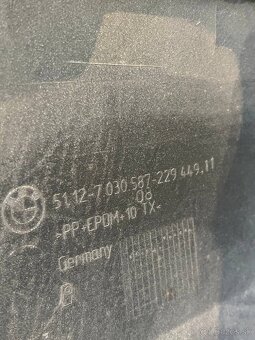 51.12-7 030 587-229 449.11
08
>PP+EPDM+10 TX<
Germany